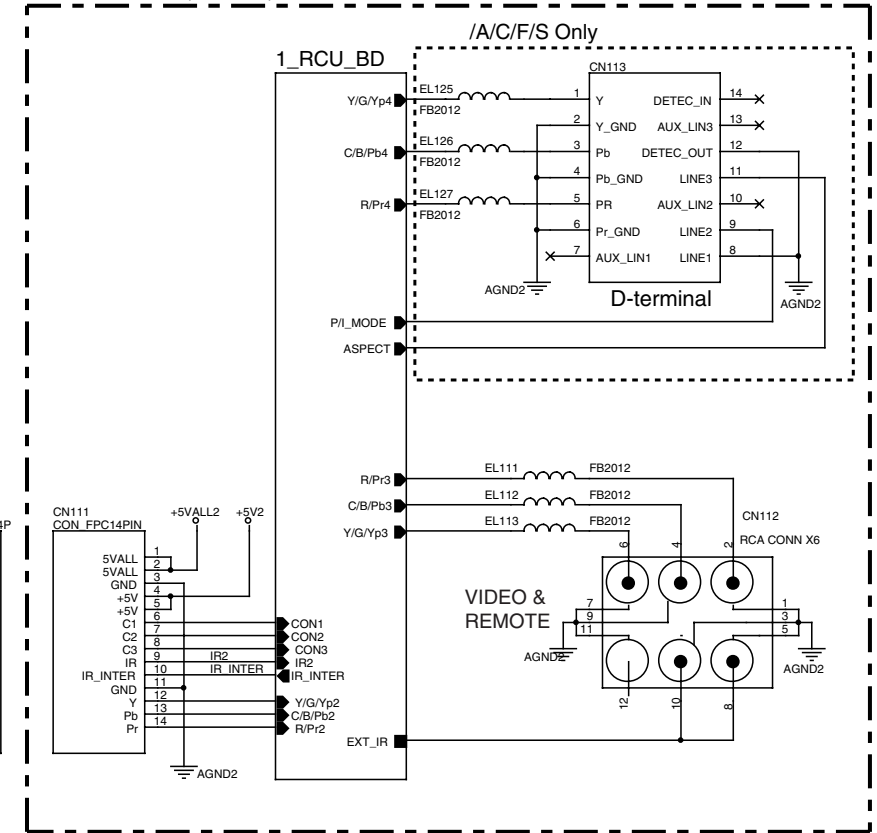 /A/C/F/S Only
1_RCU_BD
CN113
Y/G/Yp4
EL125
FB2012
1
Y
DETEC_IN
14
2
Y_GND
AUX_LIN3
13
C/B/Pb4
EL126
FB2012
3
Pb
DETEC_OUT
12
4
Pb_GND
LINE3
11
R/Pr4
EL127
FB2012
5
PR
AUX_LIN2
10
6
Pr_GND
LINE2
9
7
AUX_LIN1
LINE1
8
AGND2
D-terminal
AGND2
P/I_MODE
ASPECT
R/Pr3
EL111
FB2012
C/B/Pb3
EL112
FB2012
Y/G/Yp3
EL113
FB2012
CN112
RCA CONN X6
6
4
2
VIDEO &
REMOTE
7
9
11
1
3
5
AGND2
AGND2
12
10
8
EXT_IR
4P
CN111
CON_FPC14PIN
+5VALL2
+5V2
5VALL
1
5VALL
2
GND
3
+5V
4
+5V
5
C1
6
CON1
C2
7
CON2
C3
8
CON3
IR
9
IR2
IR2
IR_INTER
10
IR_INTER
IR_INTER
GND
11
Y
12
Y/G/Yp2
Pb
13
C/B/Pb2
Pr
14
R/Pr2
AGND2